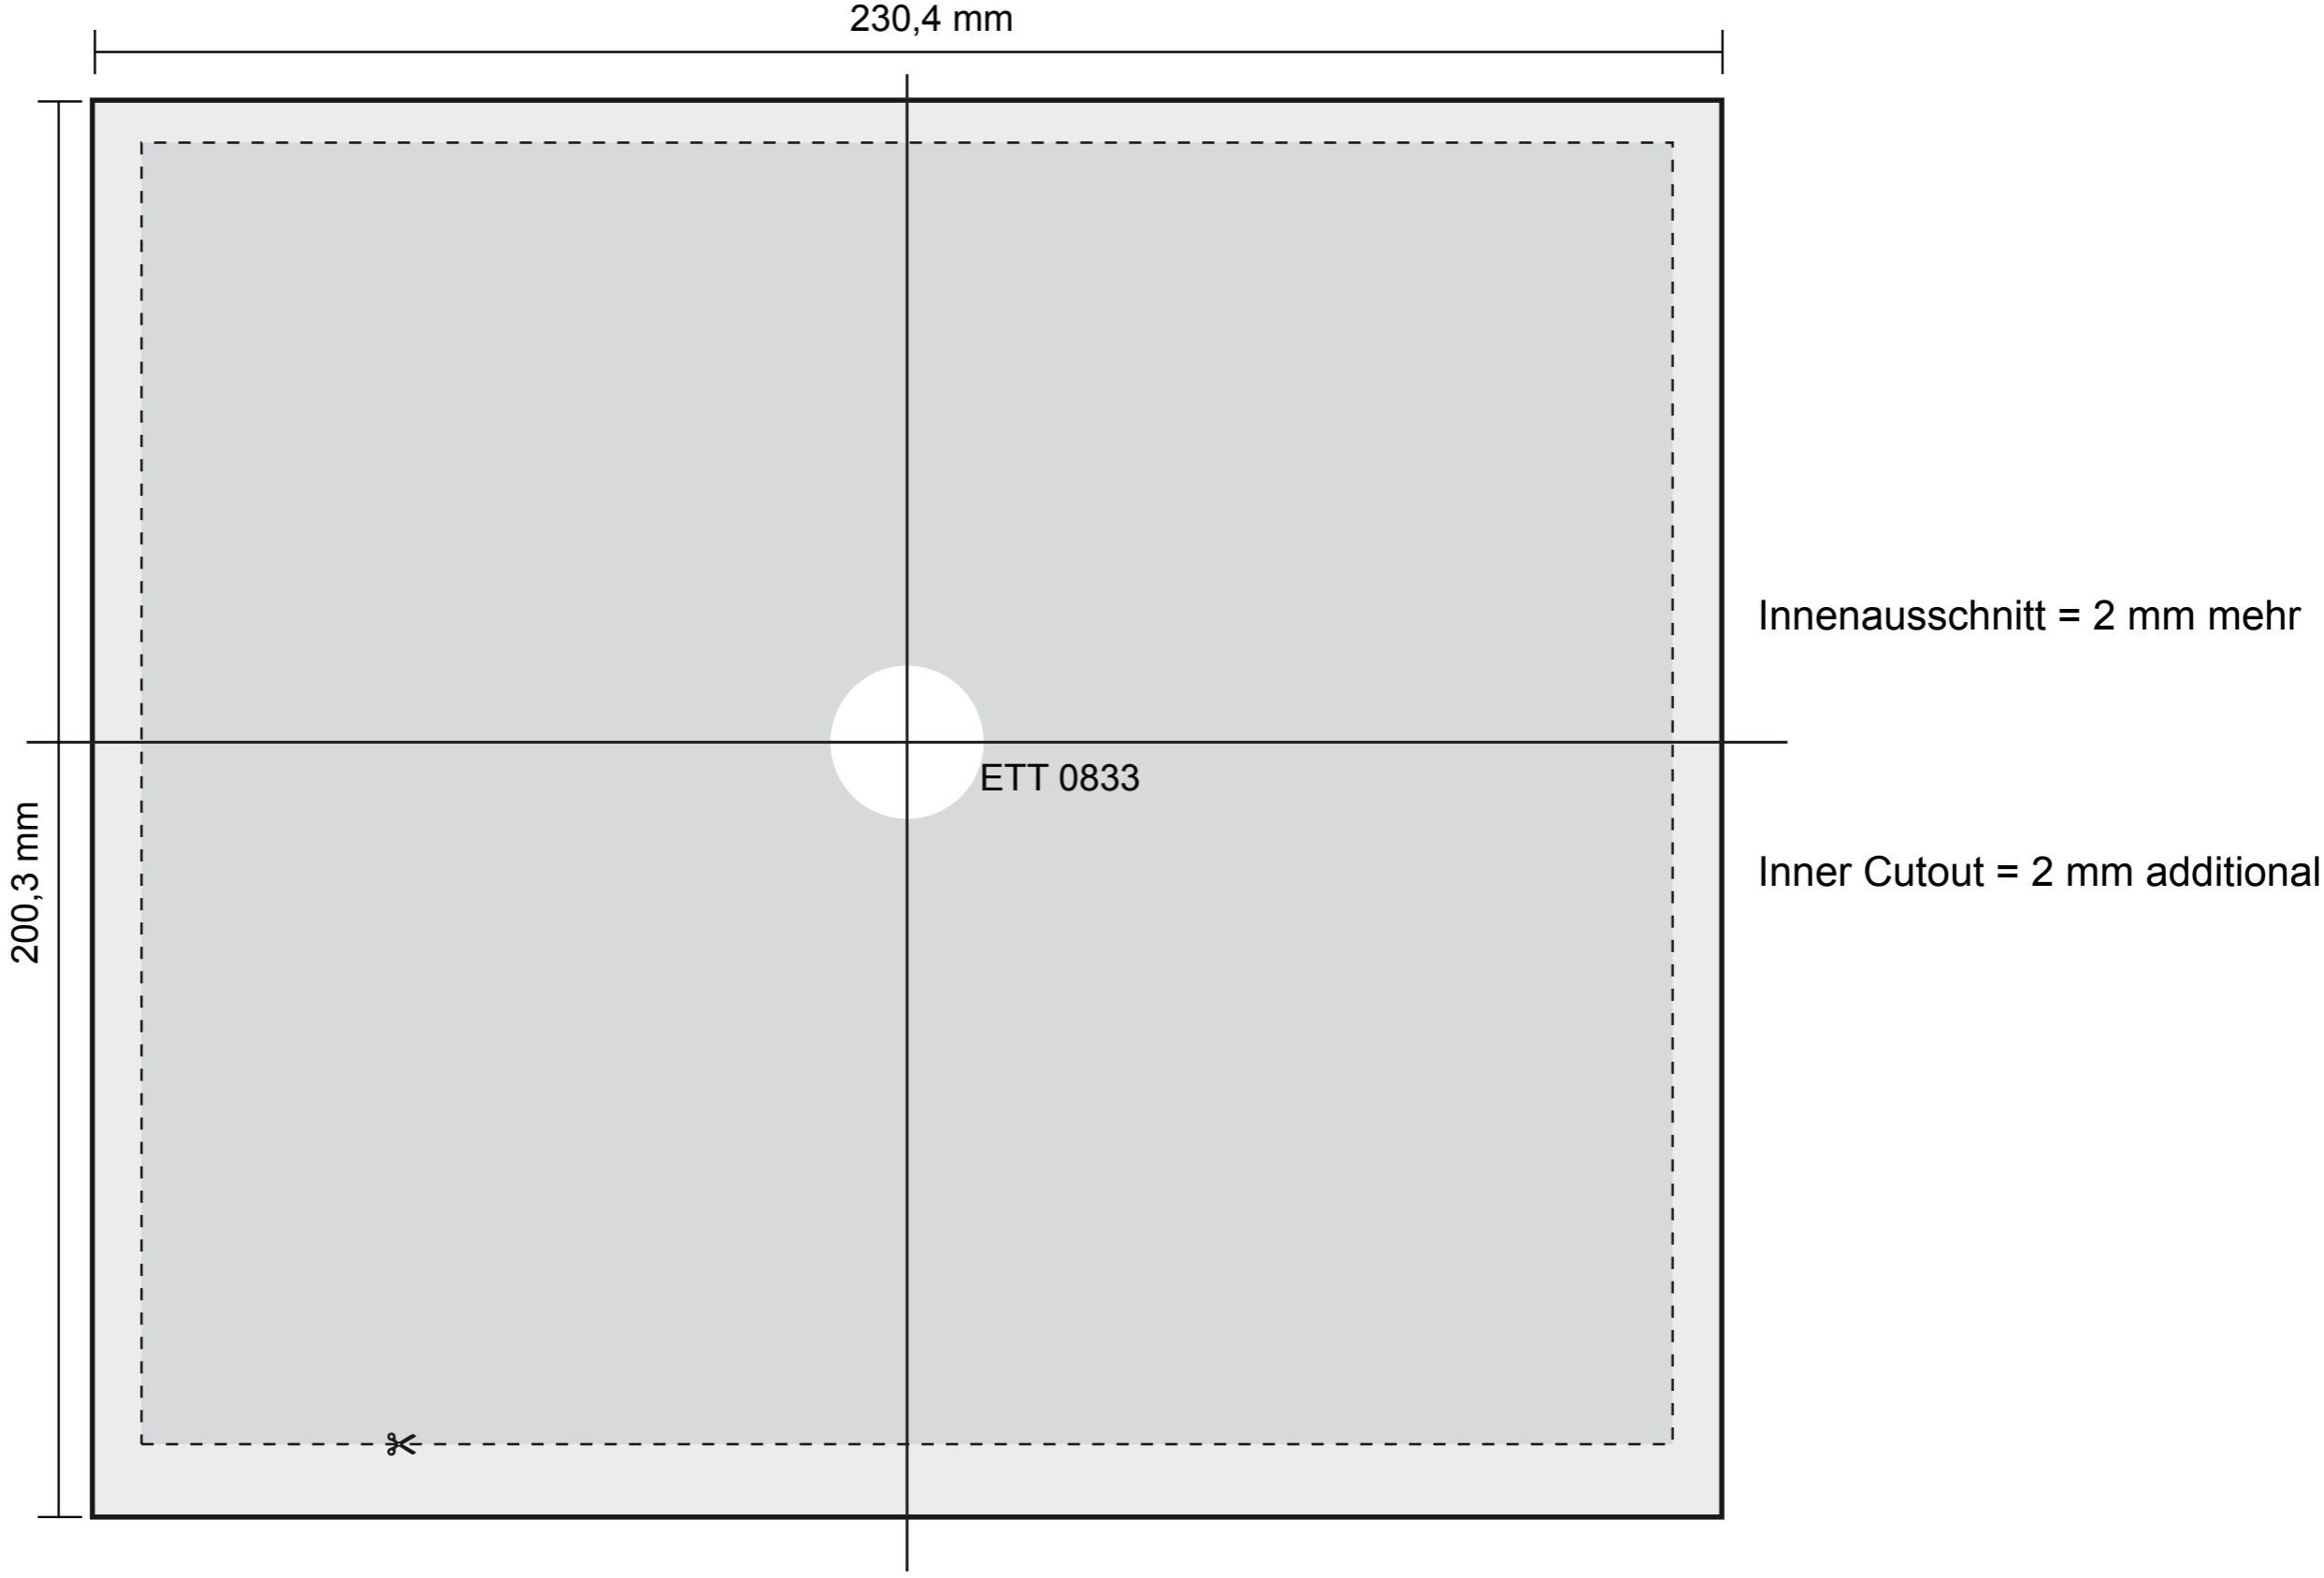 230,4 mm
Innenausschnitt = 2 mm mehr
ETT 0833
200,3 mm
Inner Cutout = 2 mm additional